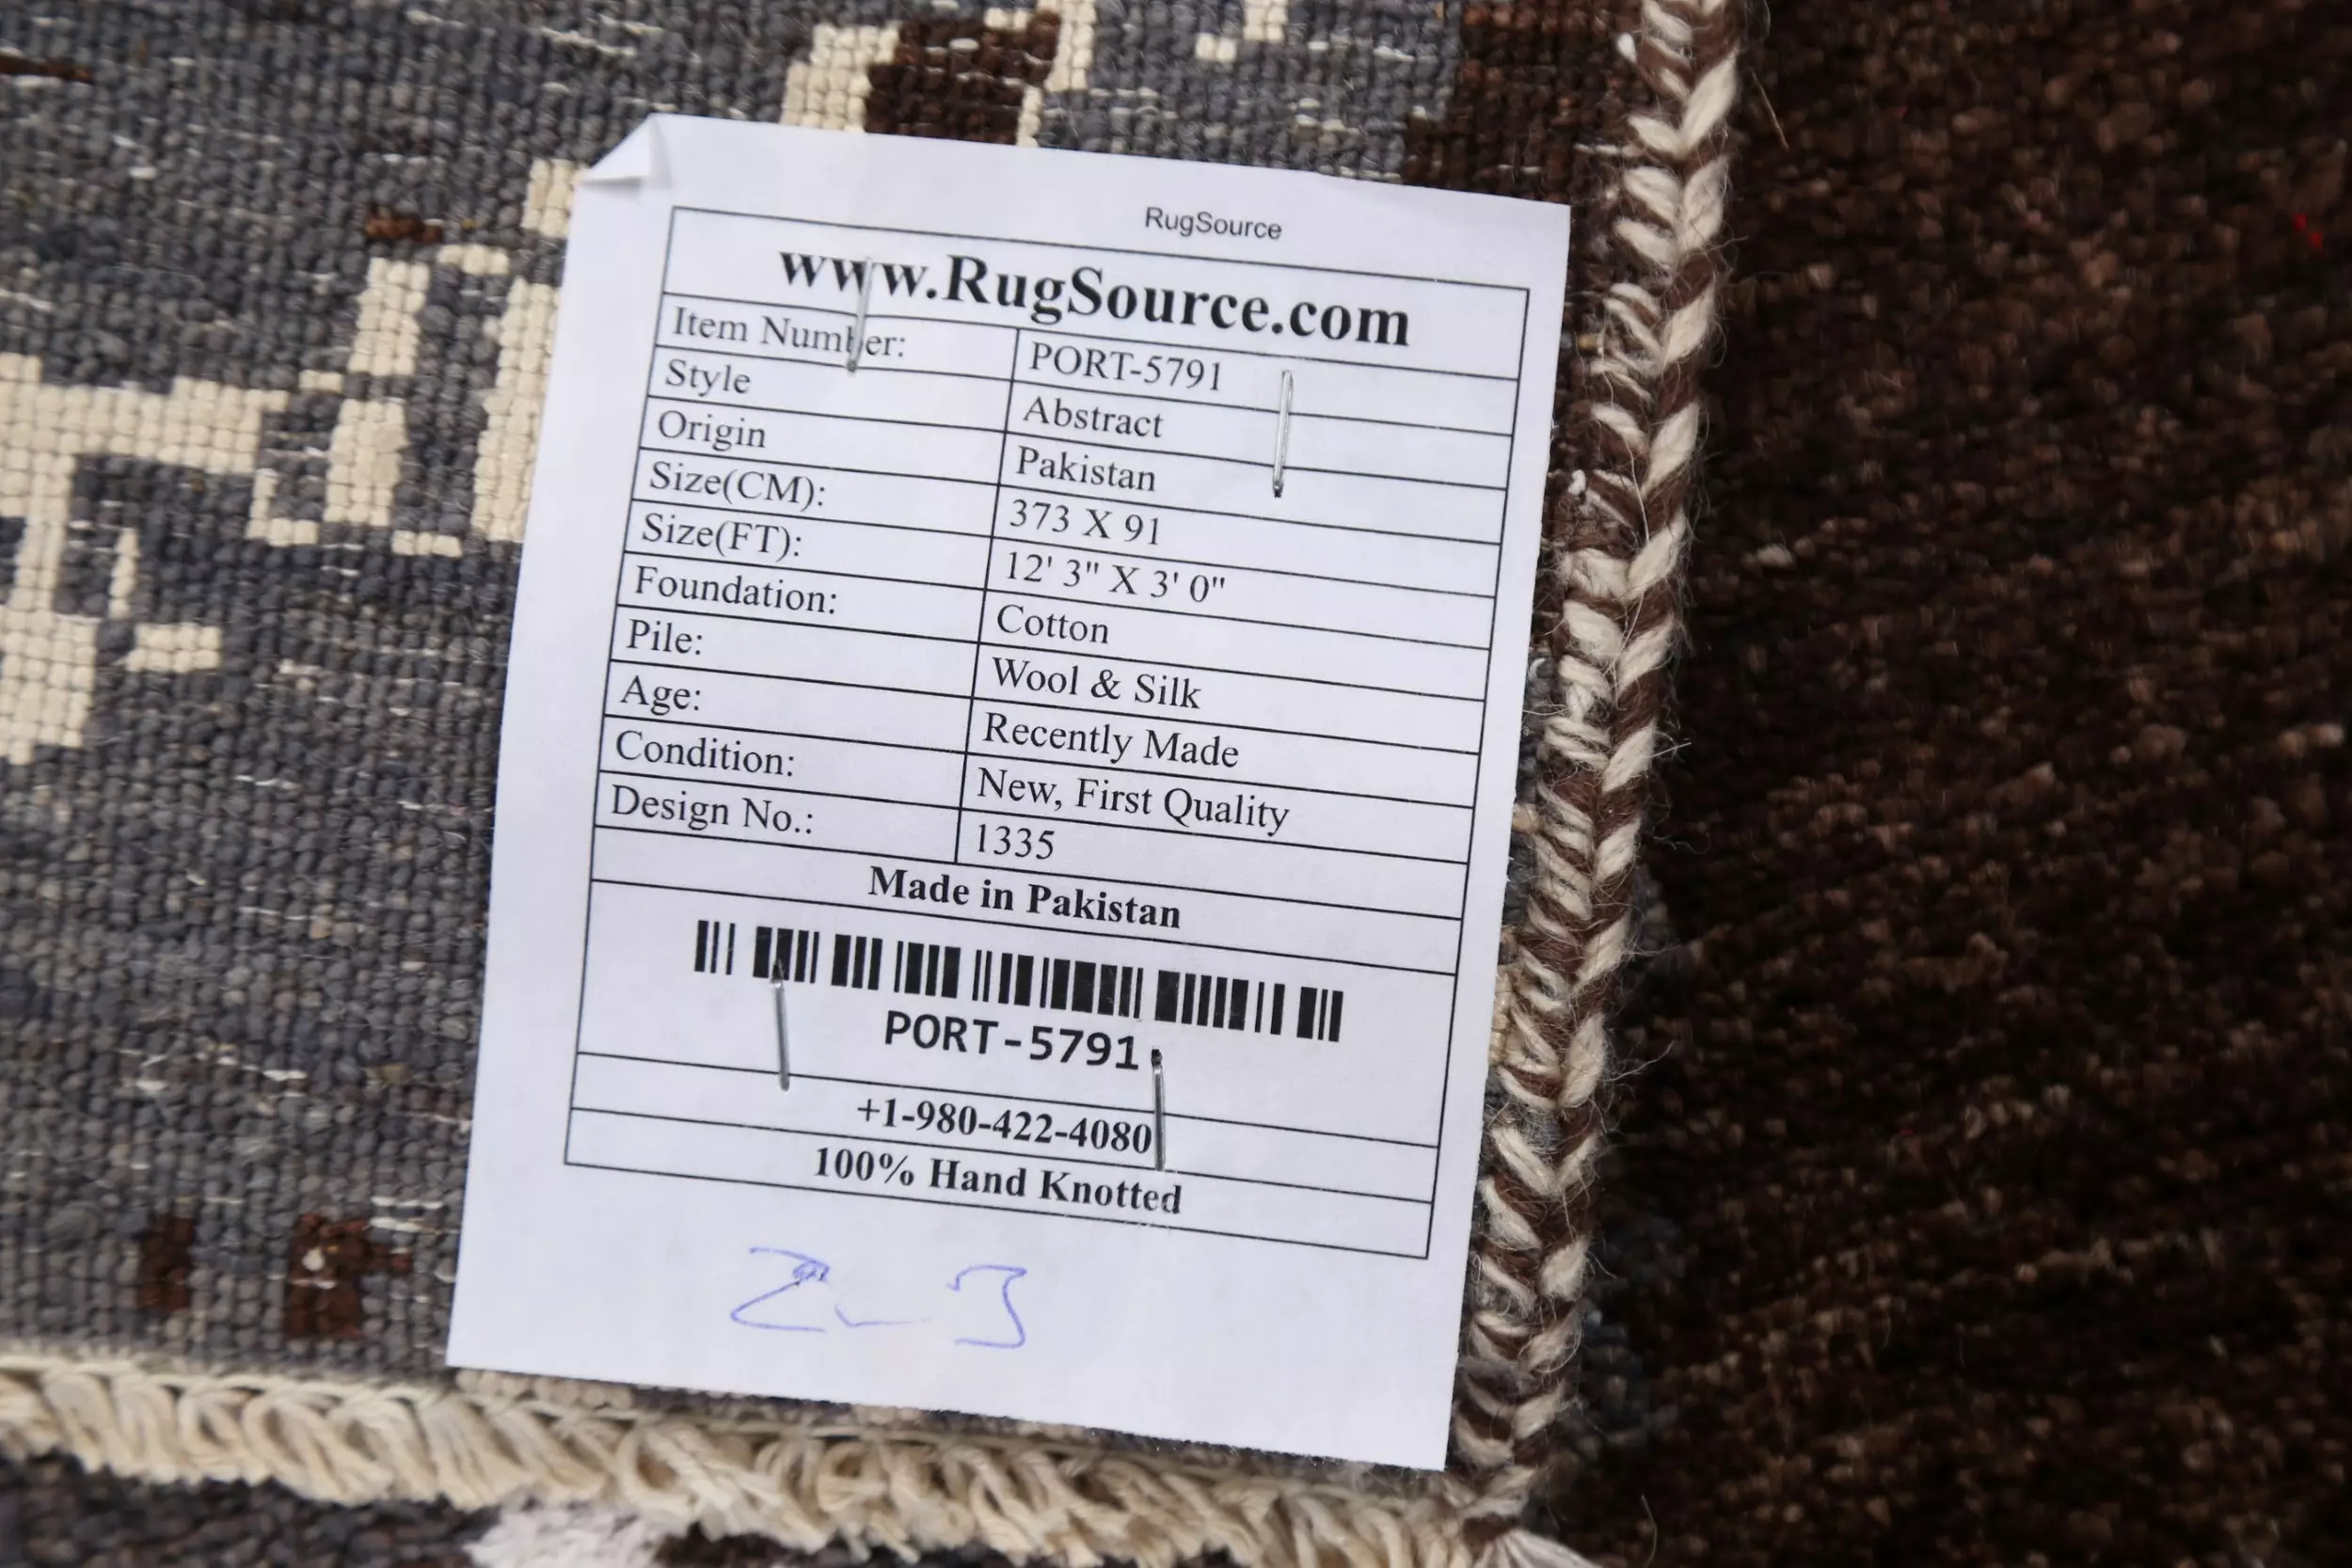 RugSource
www.RugSource.com
Item Number: PORT-5791
Style Abstract
Origin Pakistan
Size(CM): 373 X 91
Size(FT): 12' 3" X 3' 0"
Foundation: Cotton
Pile: Wool & Silk
Age: Recently Made
Condition: New, First Quality
Design No.: 1335
Made in Pakistan
PORT-5791
+1-980-422-4080
100% Hand Knotted
2-3